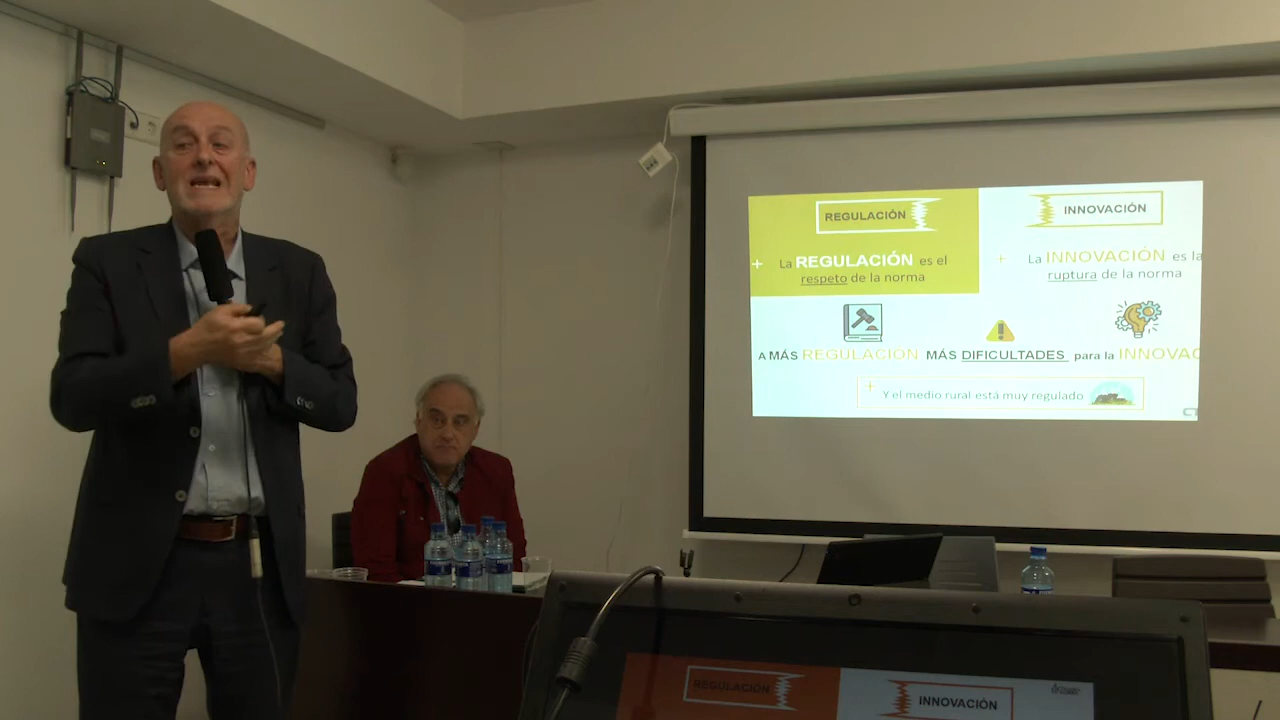 REGULACIÓN
INNOVACIÓN
+ La REGULACIÓN es el
respeto de la norma
+ La INNOVACIÓN es la
ruptura de la norma
A MÁS REGULACIÓN MÁS DIFICULTADES para la INNOVAC
+ Y el medio rural está muy regulado
REGULACIÓN
INNOVACIÓN